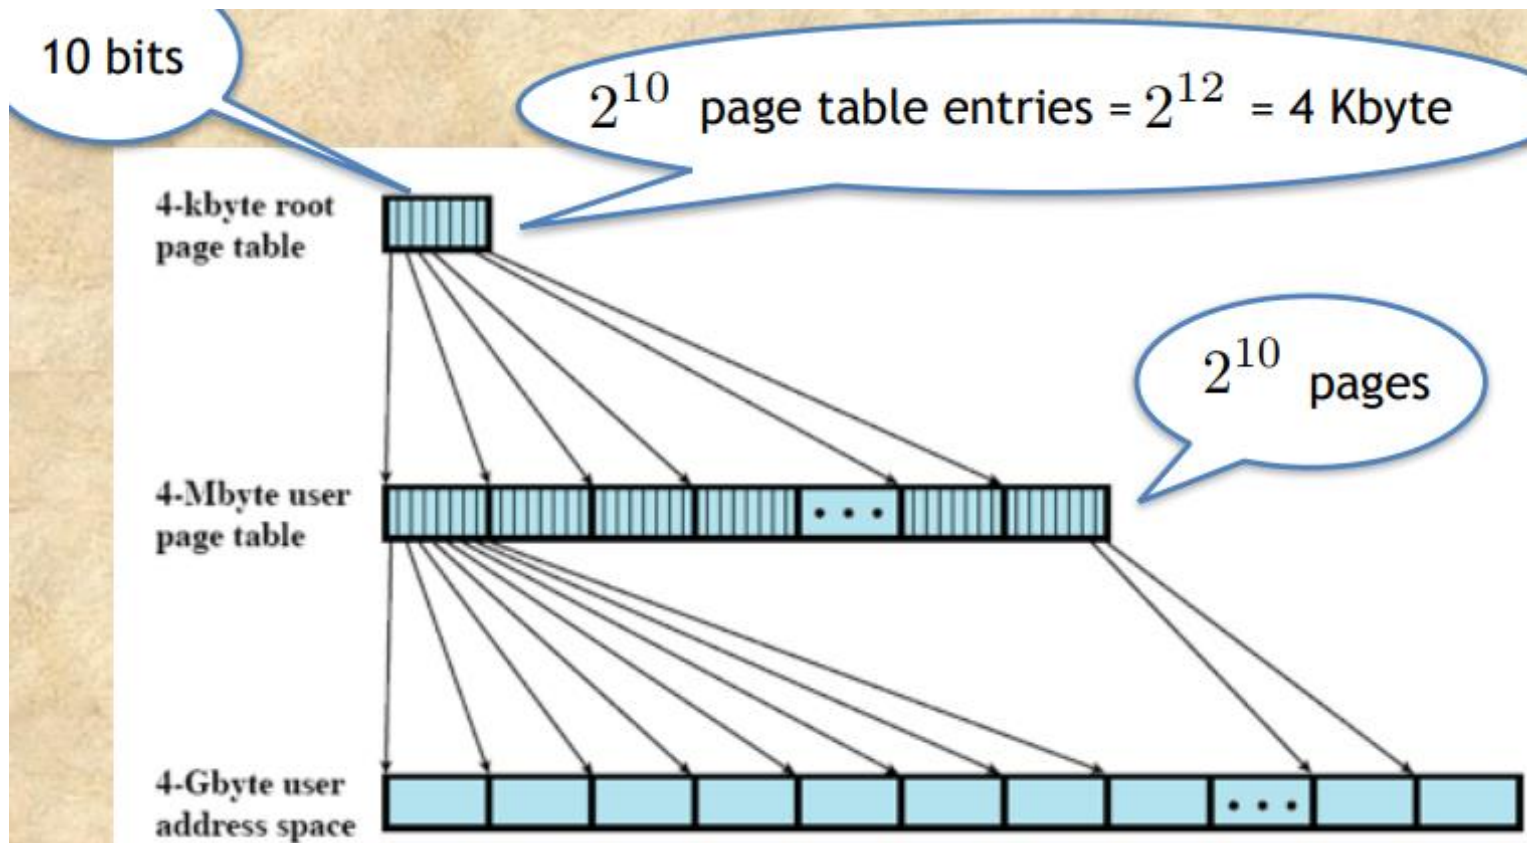 10 bits
2^10 page table entries = 2^12 = 4 Kbyte
4-kbyte root
page table
2^10 pages
4-Mbyte user
page table
• • •
4-Gbyte user
address space
• • •